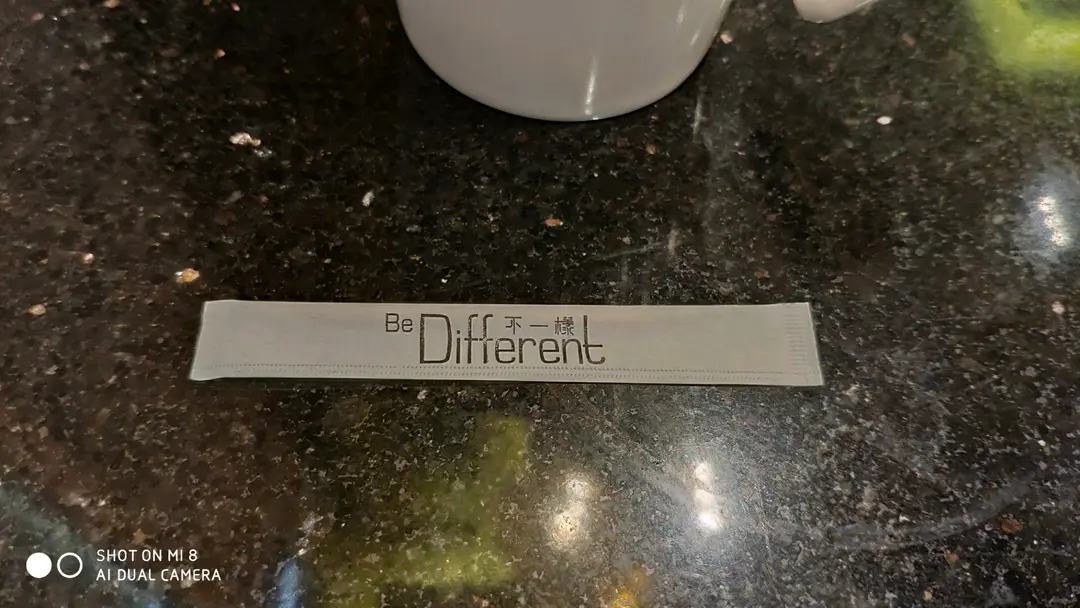 Be Different 不一樣
SHOT ON MI 8
AI DUAL CAMERA